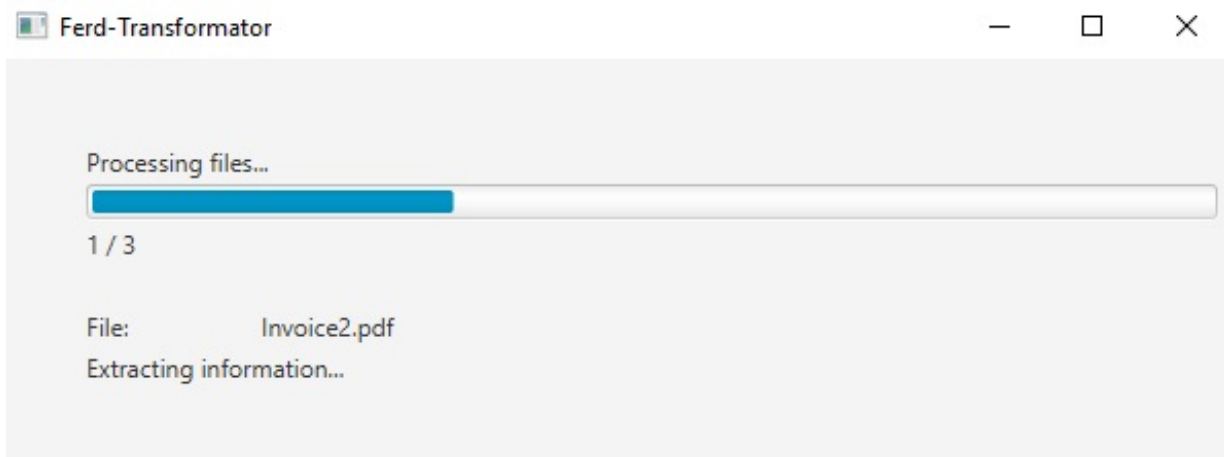 Ferd-Transformator
Processing files...
1 / 3
File: Invoice2.pdf
Extracting information...